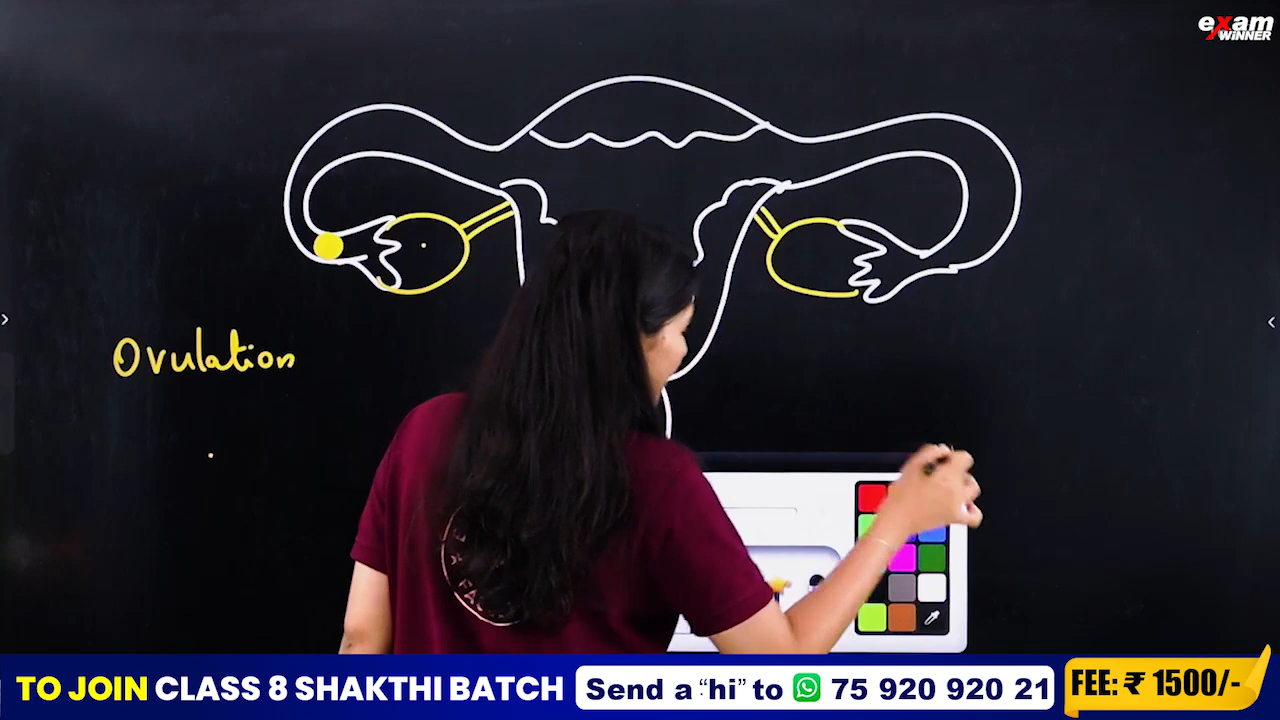 exam
WINNER
Ovulation
TO JOIN CLASS 8 SHAKTHI BATCH
Send a “hi” to 75 920 920 21
FEE: ₹ 1500/-